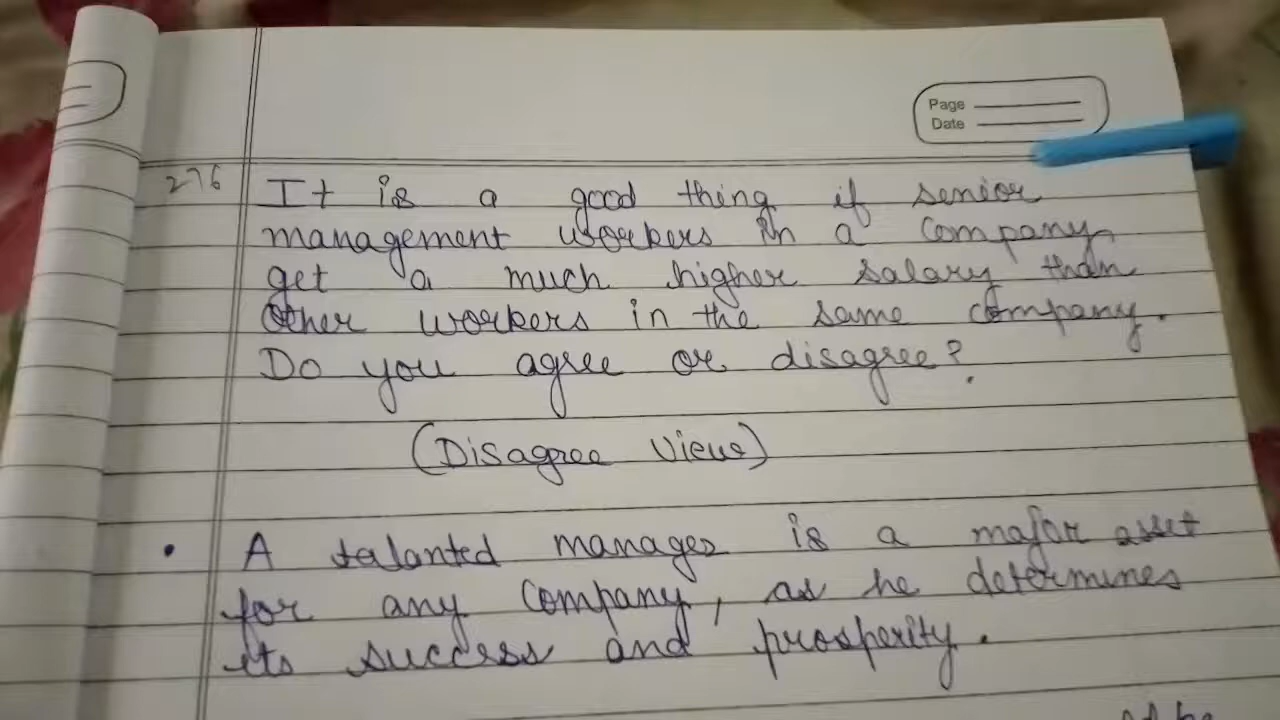 Page
Date
276
It is a good thing if senior
management workers in a company
get a much higher salary than
other workers in the same company.
Do you agree or disagree?
(Disagree View)
• A talanted manager is a major asset
for any company, as he determines
its success and prosperity.